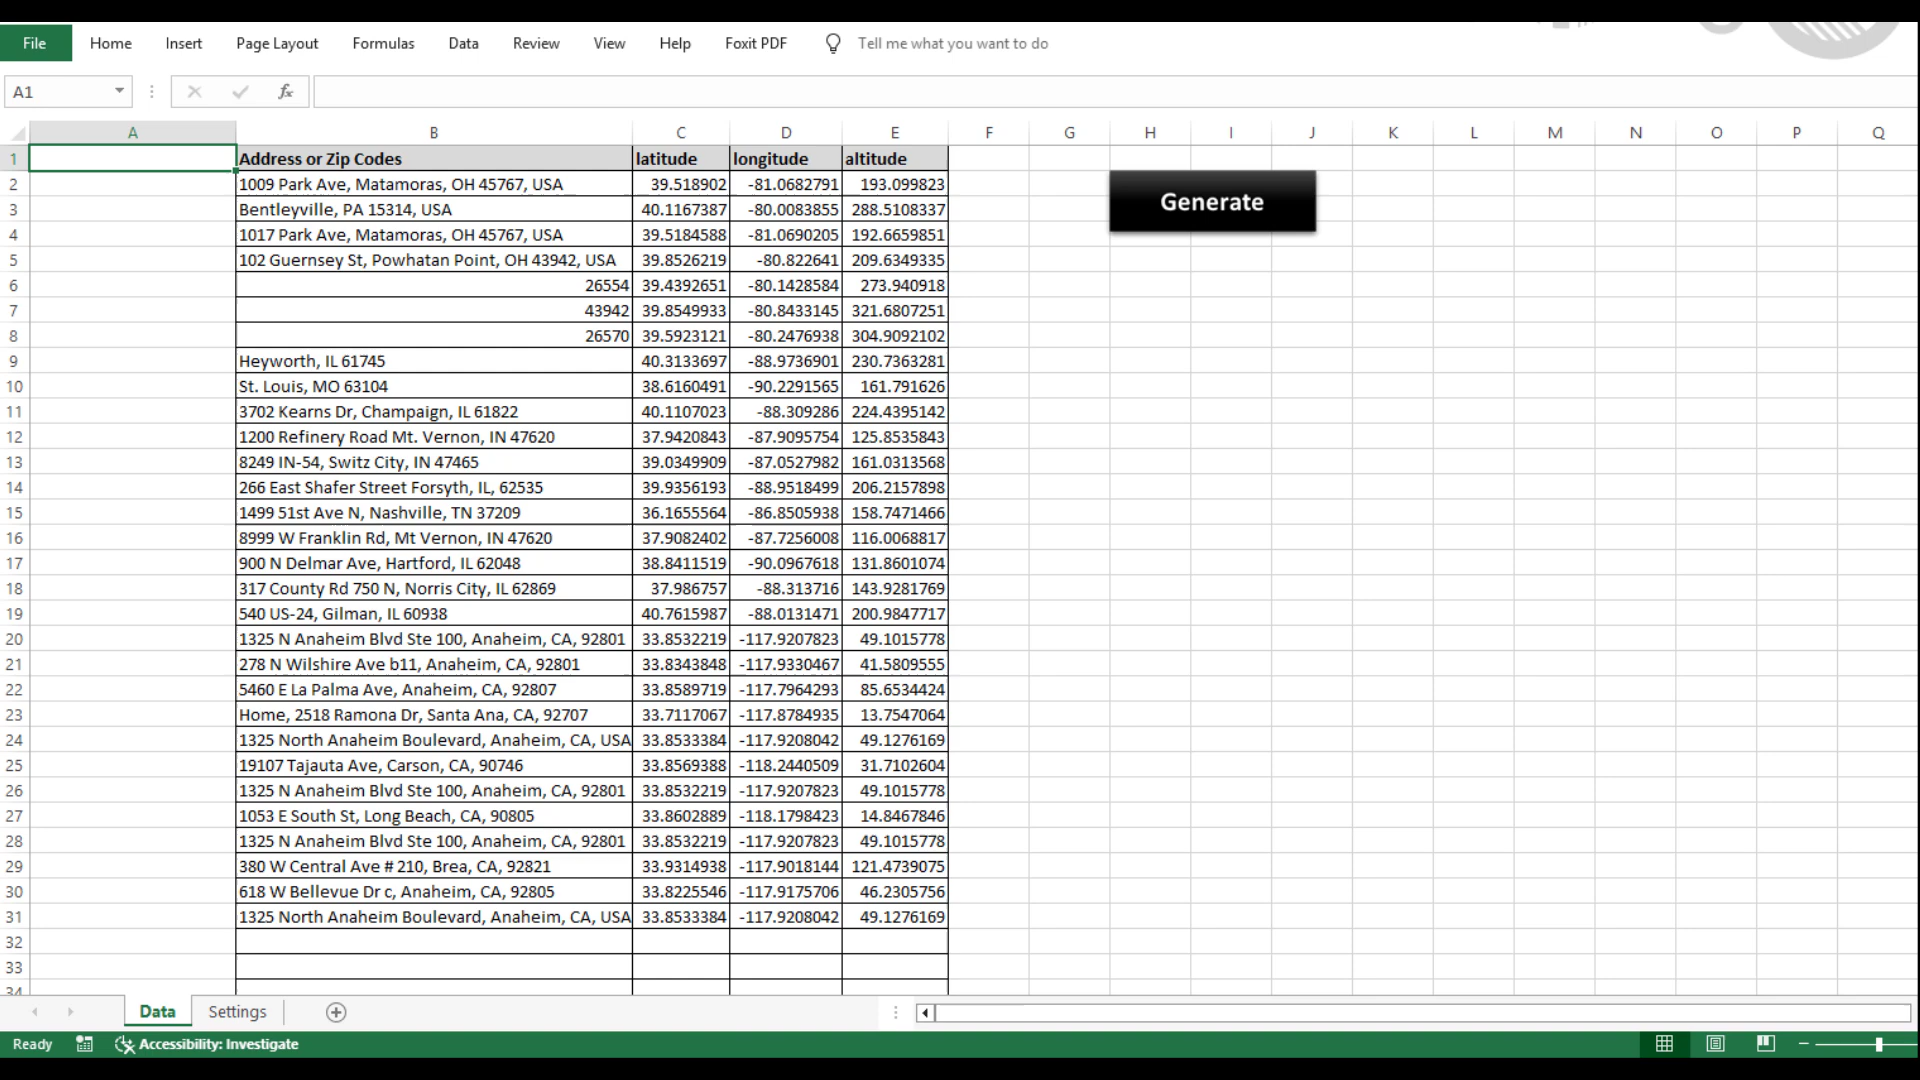 File Home Insert Page Layout Formulas Data Review View Help Foxit PDF Tell me what you want to do
A1 fx
A B C D E F G H I J K L M N O P Q
1 Address or Zip Codes latitude longitude altitude
2 1009 Park Ave, Matamoras, OH 45767, USA 39.518902 -81.0682791 193.099823
Generate
3 Bentleyville, PA 15314, USA 40.1167387 -80.0083855 288.5108337
4 1017 Park Ave, Matamoras, OH 45767, USA 39.5184588 -81.0690205 192.6659851
5 102 Guernsey St, Powhatan Point, OH 43942, USA 39.8526219 -80.822641 209.6349335
6 26554 39.4392651 -80.1428584 273.940918
7 43942 39.8549933 -80.8433145 321.6807251
8 26570 39.5923121 -80.2476938 304.9092102
9 Heyworth, IL 61745 40.3133697 -88.9736901 230.7363281
10 St. Louis, MO 63104 38.6160491 -90.2291565 161.791626
11 3702 Kearns Dr, Champaign, IL 61822 40.1107023 -88.309286 224.4395142
12 1200 Refinery Road Mt. Vernon, IN 47620 37.9420843 -87.9095754 125.8535843
13 8249 IN-54, Switz City, IN 47465 39.0349909 -87.0527982 161.0313568
14 266 East Shafer Street Forsyth, IL, 62535 39.9356193 -88.9518499 206.2157898
15 1499 51st Ave N, Nashville, TN 37209 36.1655564 -86.8505938 158.7471466
16 8999 W Franklin Rd, Mt Vernon, IN 47620 37.9082402 -87.7256008 116.0068817
17 900 N Delmar Ave, Hartford, IL 62048 38.8411519 -90.0967618 131.8601074
18 317 County Rd 750 N, Norris City, IL 62869 37.986757 -88.313716 143.9281769
19 540 US-24, Gilman, IL 60938 40.7615987 -88.0131471 200.9847717
20 1325 N Anaheim Blvd Ste 100, Anaheim, CA, 92801 33.8532219 -117.9207823 49.1015778
21 278 N Wilshire Ave b11, Anaheim, CA, 92801 33.8343848 -117.9330467 41.5809555
22 5460 E La Palma Ave, Anaheim, CA, 92807 33.8589719 -117.7964293 85.6534424
23 Home, 2518 Ramona Dr, Santa Ana, CA, 92707 33.7117067 -117.8784935 13.7547064
24 1325 North Anaheim Boulevard, Anaheim, CA, USA 33.8533384 -117.9208042 49.1276169
25 19107 Tajauta Ave, Carson, CA, 90746 33.8569388 -118.2440509 31.7102604
26 1325 N Anaheim Blvd Ste 100, Anaheim, CA, 92801 33.8532219 -117.9207823 49.1015778
27 1053 E South St, Long Beach, CA, 90805 33.8602889 -118.1798423 14.8467846
28 1325 N Anaheim Blvd Ste 100, Anaheim, CA, 92801 33.8532219 -117.9207823 49.1015778
29 380 W Central Ave # 210, Brea, CA, 92821 33.9314938 -117.9018144 121.4739075
30 618 W Bellevue Dr c, Anaheim, CA, 92805 33.8225546 -117.9175706 46.2305756
31 1325 North Anaheim Boulevard, Anaheim, CA, USA 33.8533384 -117.9208042 49.1276169
32
33
34
Data Settings
Ready Accessibility: Investigate